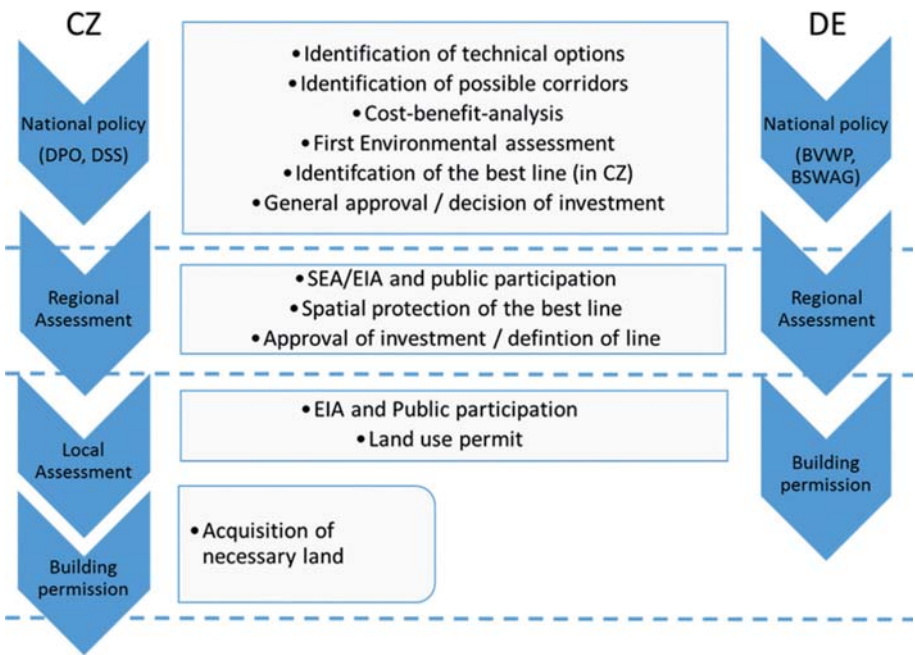 CZ
DE
National policy
(DPO, DSS)
•Identification of technical options
•Identification of possible corridors
•Cost-benefit-analysis
•First Environmental assessment
•Identifcation of the best line (in CZ)
•General approval / decision of investment
National policy
(BVWP,
BSWAG)
Regional
Assessment
•SEA/EIA and public participation
•Spatial protection of the best line
•Approval of investment / defintion of line
Regional
Assessment
Local
Assessment
•EIA and Public participation
•Land use permit
Building
permission
Building
permission
•Acquisition of
necessary land